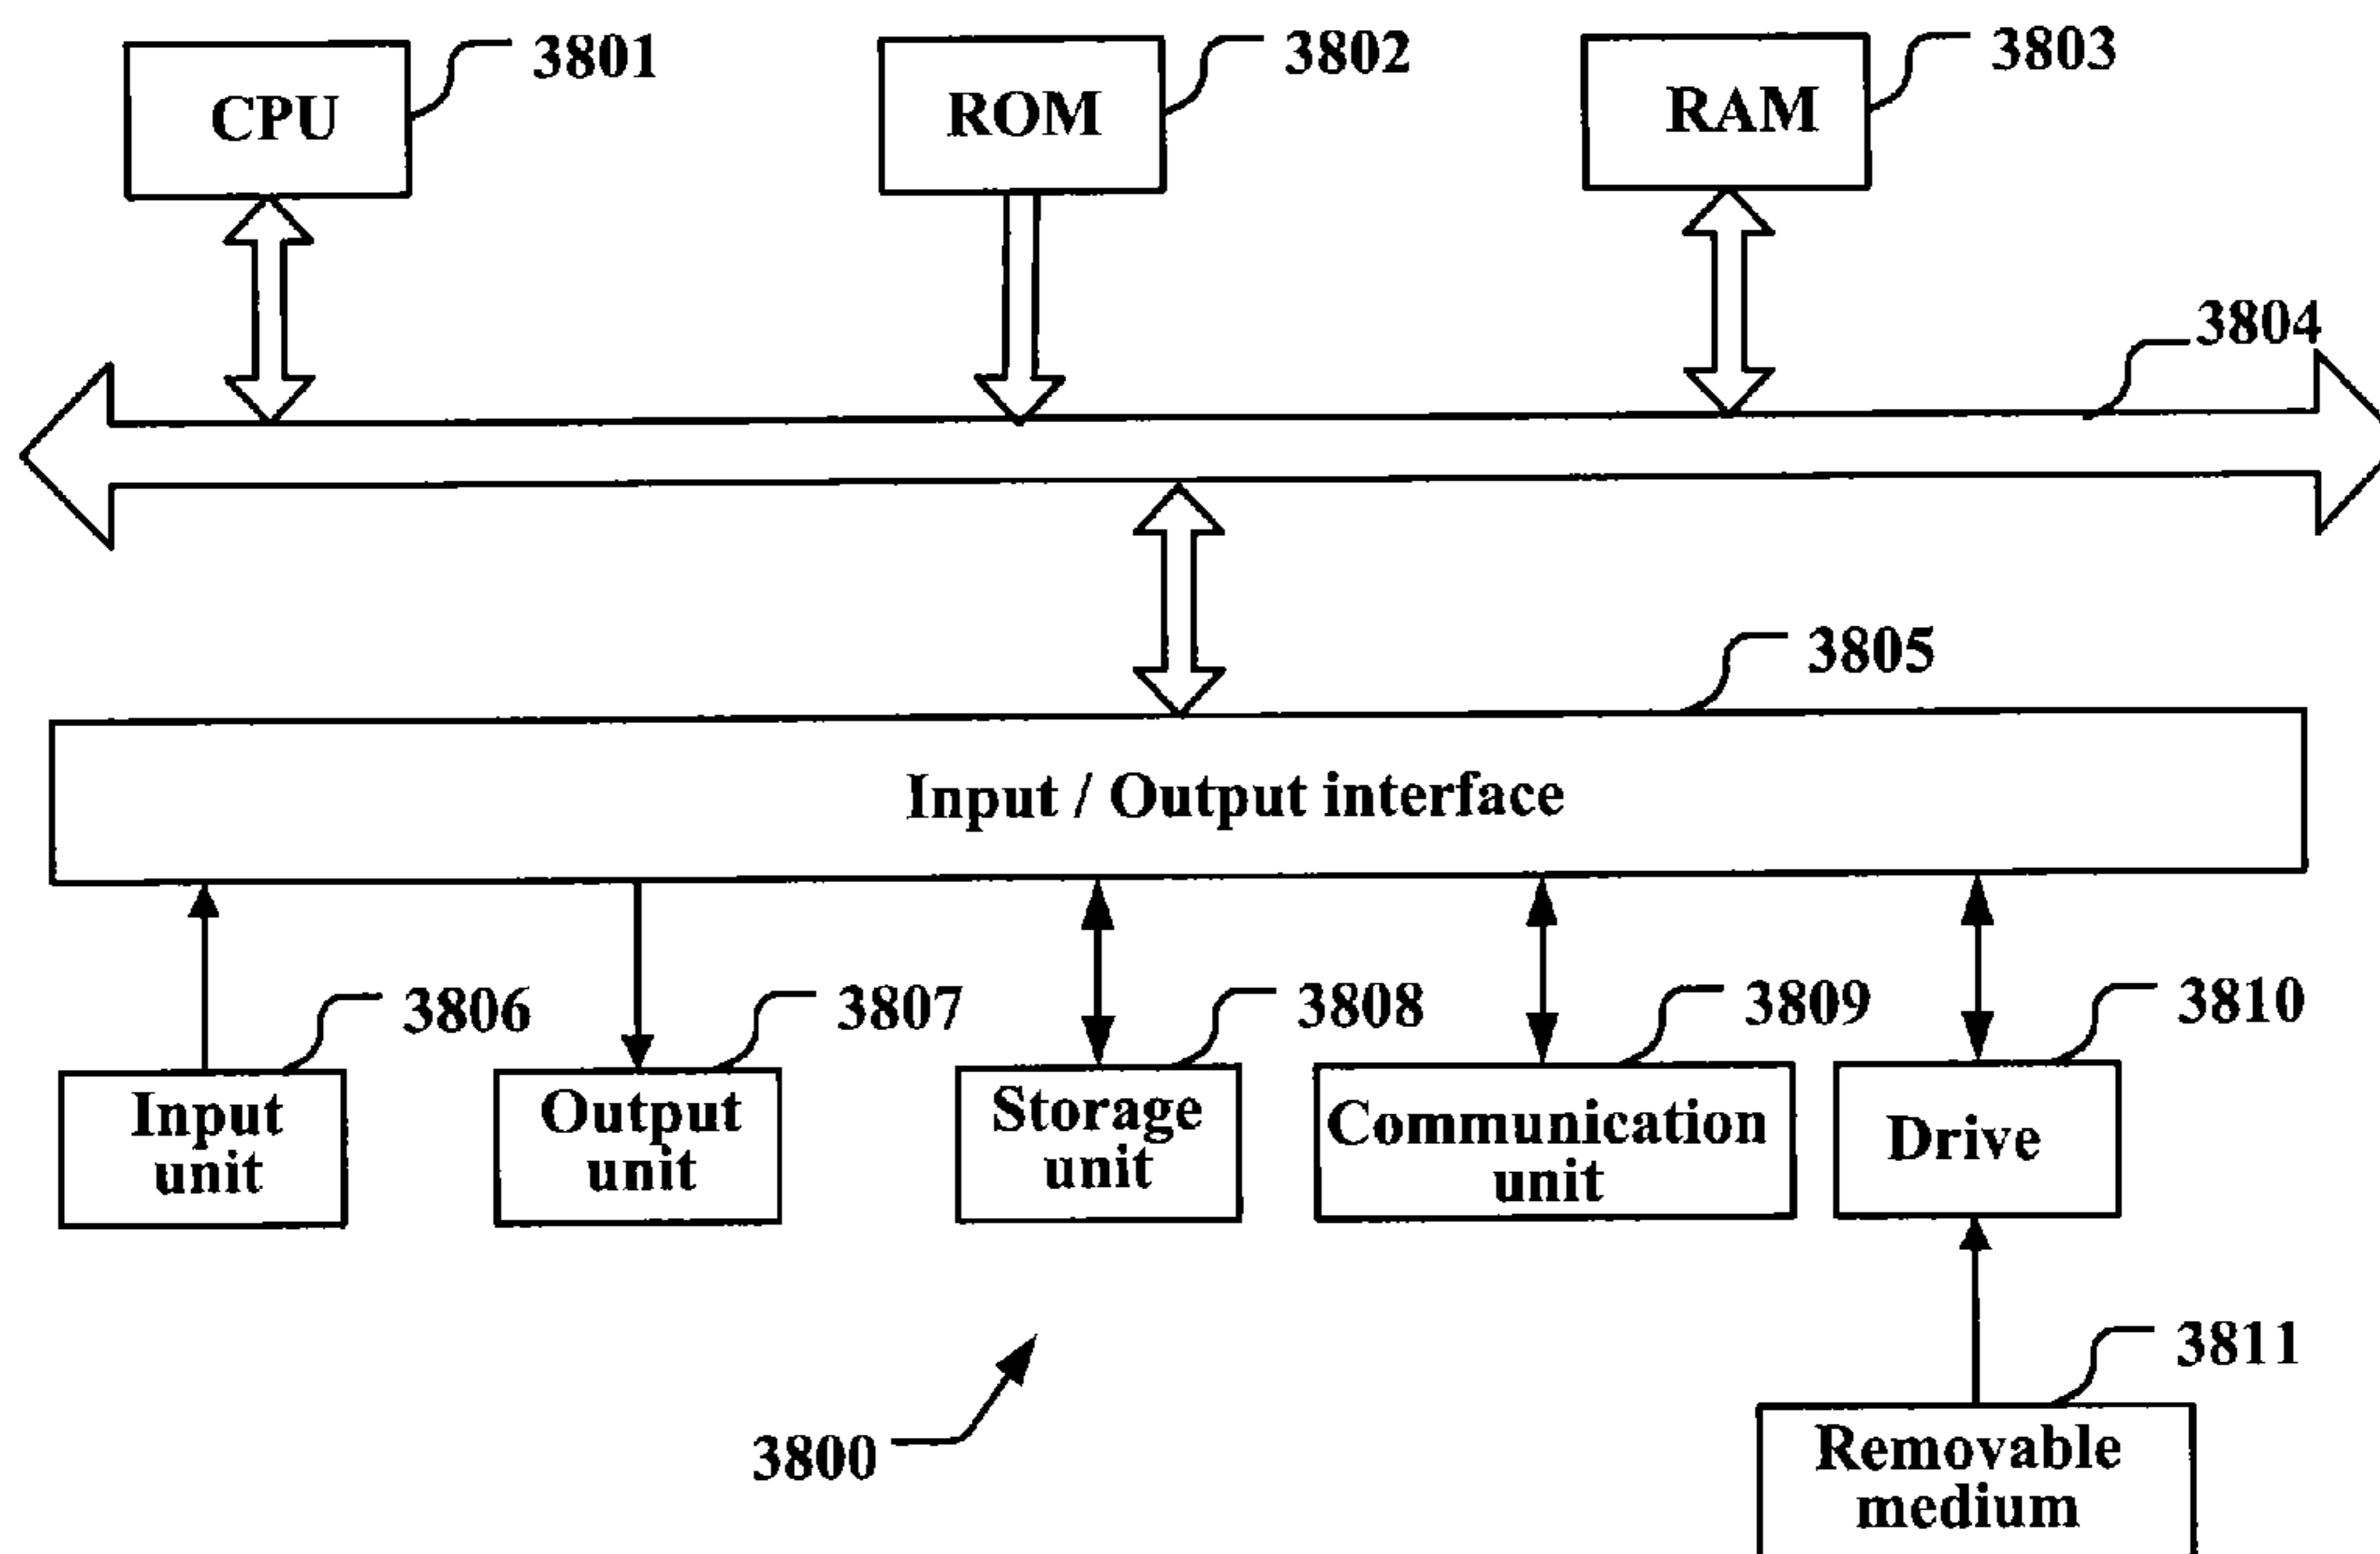 3801
3802
3803
CPU
ROM
RAM
3804
3805
Input / Output interface
3806
3807
3808
3809
3810
Input
unit
Output
unit
Storage
unit
Communication
unit
Drive
3811
3800
Removable
medium